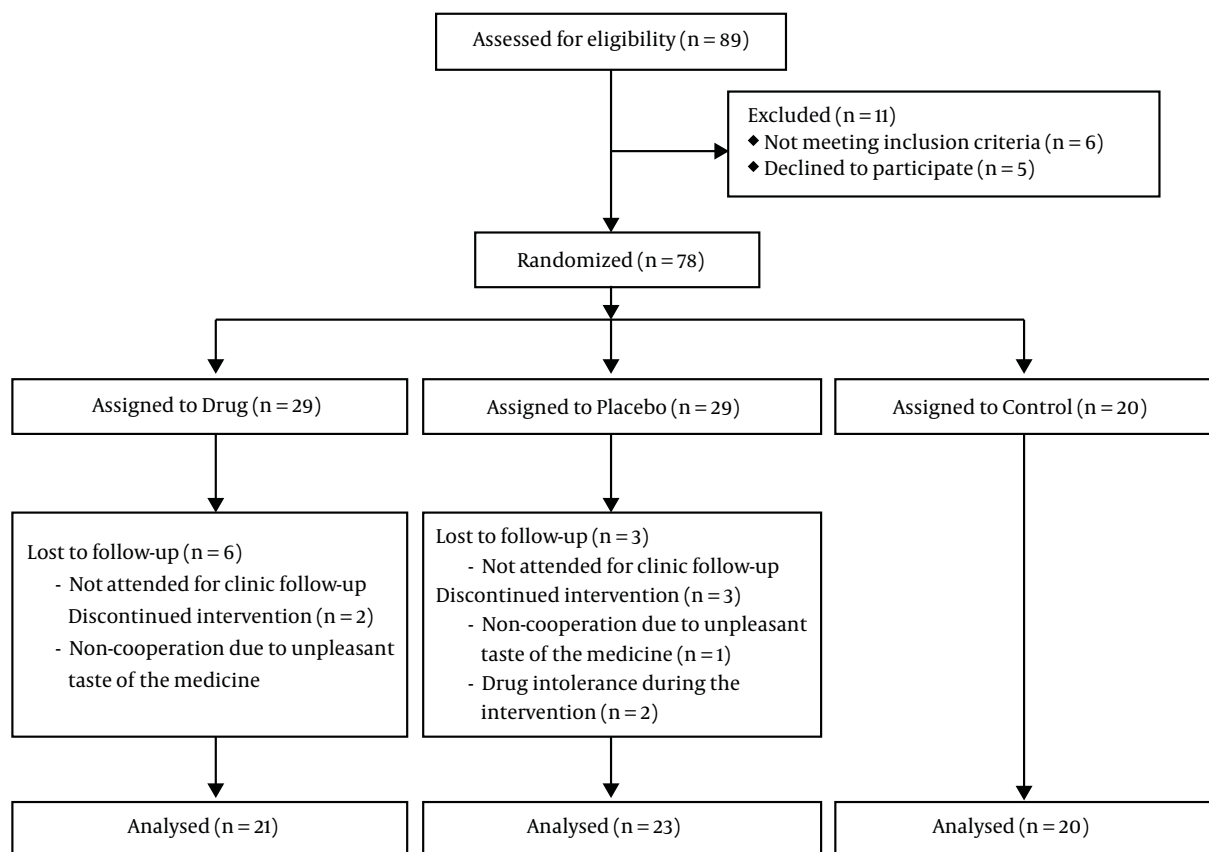 Assessed for eligibility (n = 89)
Excluded (n = 11)
◆ Not meeting inclusion criteria (n = 6)
◆ Declined to participate (n = 5)
Randomized (n = 78)
Assigned to Drug (n = 29)
Assigned to Placebo (n = 29)
Assigned to Control (n = 20)
Lost to follow-up (n = 6)
- Not attended for clinic follow-up
Discontinued intervention (n = 2)
- Non-cooperation due to unpleasant
taste of the medicine
Lost to follow-up (n = 3)
- Not attended for clinic follow-up
Discontinued intervention (n = 3)
- Non-cooperation due to unpleasant
taste of the medicine (n = 1)
- Drug intolerance during the
intervention (n = 2)
Analysed (n = 21)
Analysed (n = 23)
Analysed (n = 20)